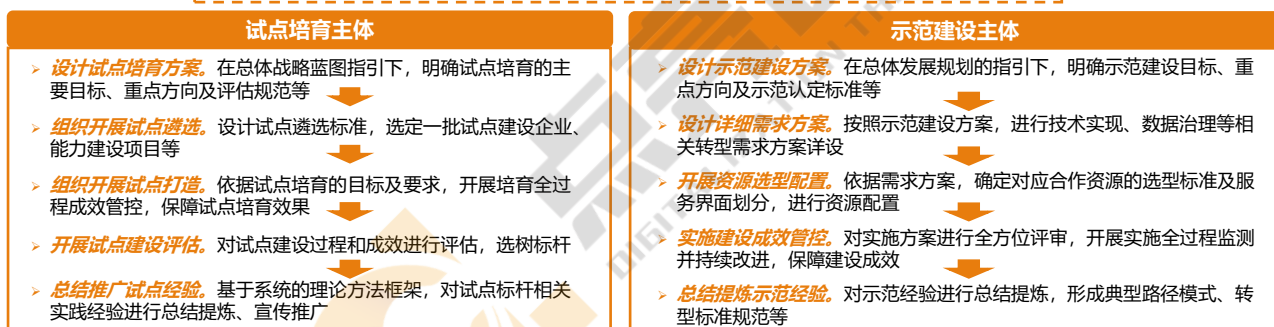 试点培育主体
➢ 设计试点培育方案。在总体战略蓝图指引下，明确试点培育的主
要目标、重点方向及评估规范等
➢ 组织开展试点遴选。设计试点遴选标准，选定一批试点建设企业、
能力建设项目等
➢ 组织开展试点打造。依据试点培育的目标及要求，开展培育全过
程成效管控，保障试点培育效果
➢ 开展试点建设评估。对试点建设过程和成效进行评估，选树标杆
➢ 总结推广试点经验。基于系统的理论方法框架，对试点标杆相关
实践经验进行总结提炼、宣传推广
示范建设主体
➢ 设计示范建设方案。在总体发展规划的指引下，明确示范建设目标、重
点方向及示范认定标准等
➢ 设计详细需求方案。按照示范建设方案，进行技术实现、数据治理等相
关转型需求方案详设
➢ 开展资源选型配置。依据需求方案，确定对应合作资源的选型标准及服
务界面划分，进行资源配置
➢ 实施建设成效管控。对实施方案进行全方位评审，开展实施全过程监测
并持续改进，保障建设成效
➢ 总结提炼示范经验。对示范经验进行总结提炼，形成典型路径模式、转
型标准规范等